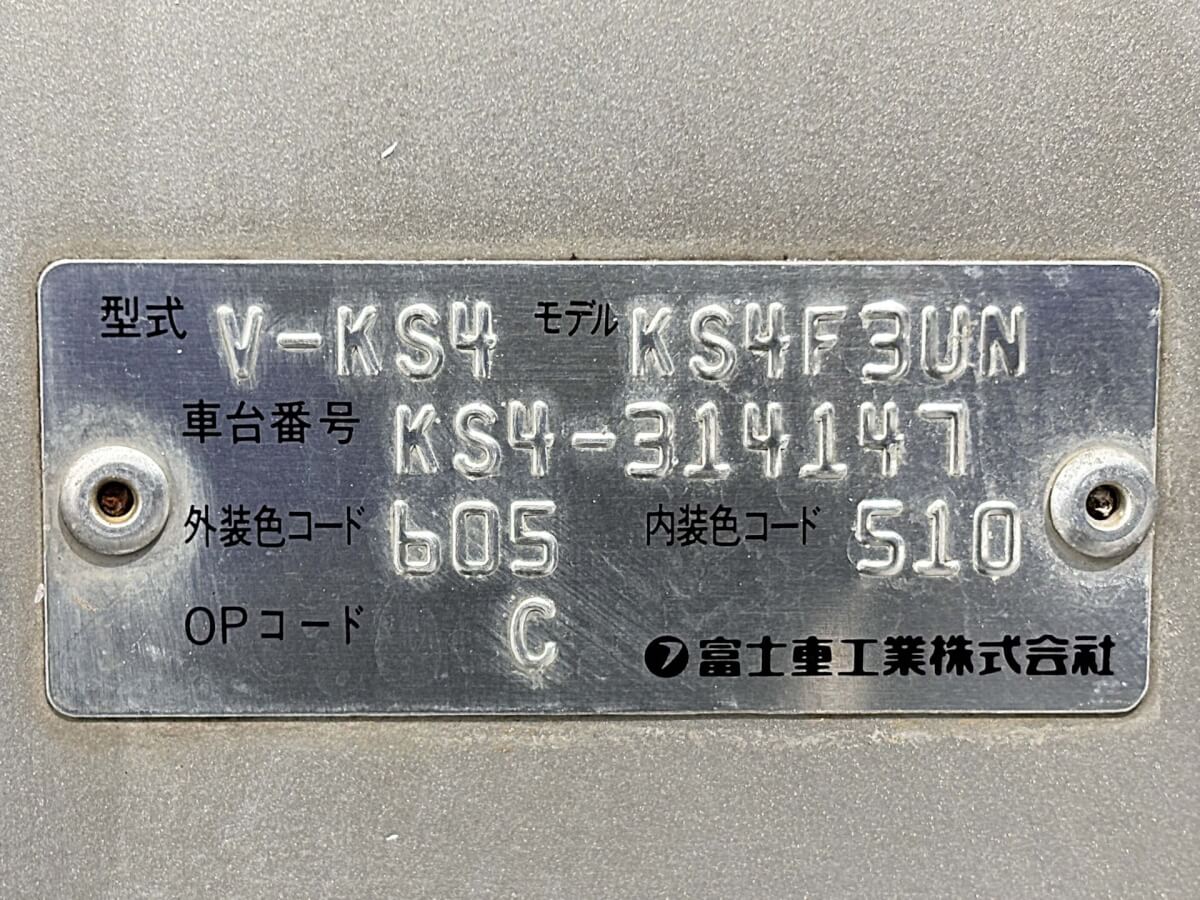 型式 V-KS4 モデル KS4F3UN
車台番号 KS4-314147
外装色コード 605 内装色コード 510
OPコード C
富士重工業株式会社